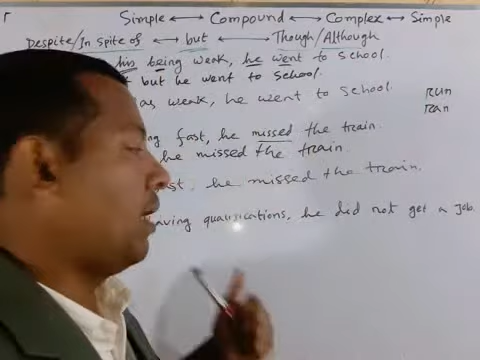 Simple ↔ Compound ↔ Complex ↔ Simple
Despite/In spite of ↔ but ↔ Though/Although
his being weak, he went to school.
but he went to school.
as weak, he went to school.
run
ran
fast, he missed the train.
he missed the train.
he missed the train.
having qualifications, he did not get a job.